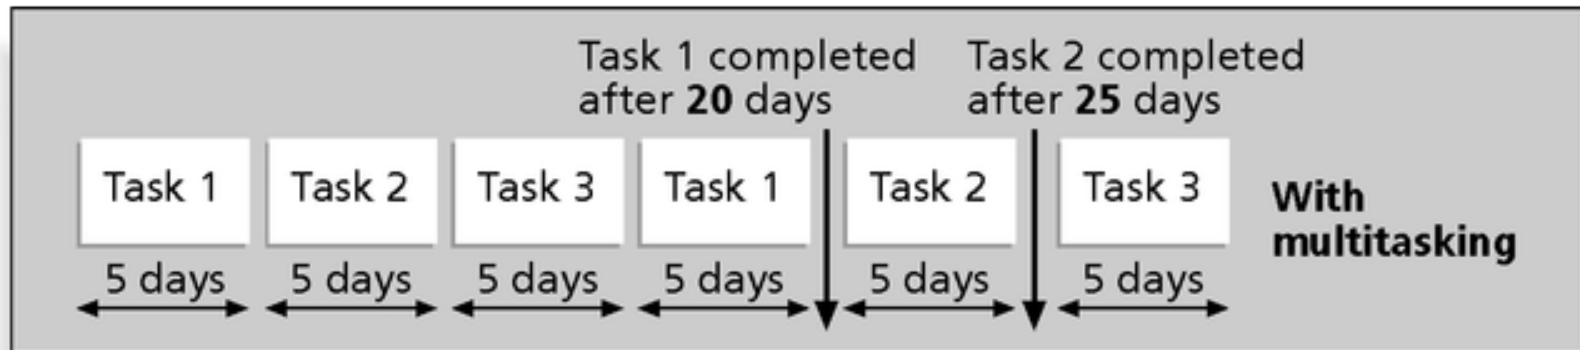 Task 1 completed
after 20 days
Task 2 completed
after 25 days
Task 1
Task 2
Task 3
Task 1
Task 2
Task 3
With
multitasking
5 days
5 days
5 days
5 days
5 days
5 days